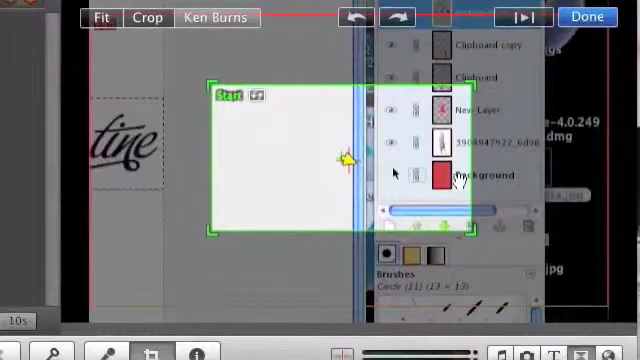 Fit
Crop
Ken Burns
Done
Clipboard copy
Clipboard
Start
New Layer
-4.0.249
.dmg
Background
tine
.jpg
Brushes
Circle (11) (13 × 13)
10s
T